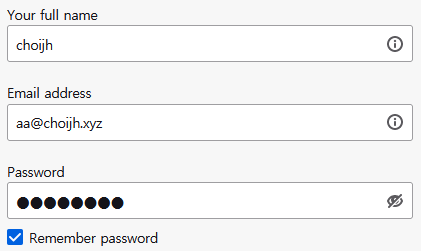 Your full name
choijh
Email address
aa@choijh.xyz
Password
●●●●●●●●
Remember password